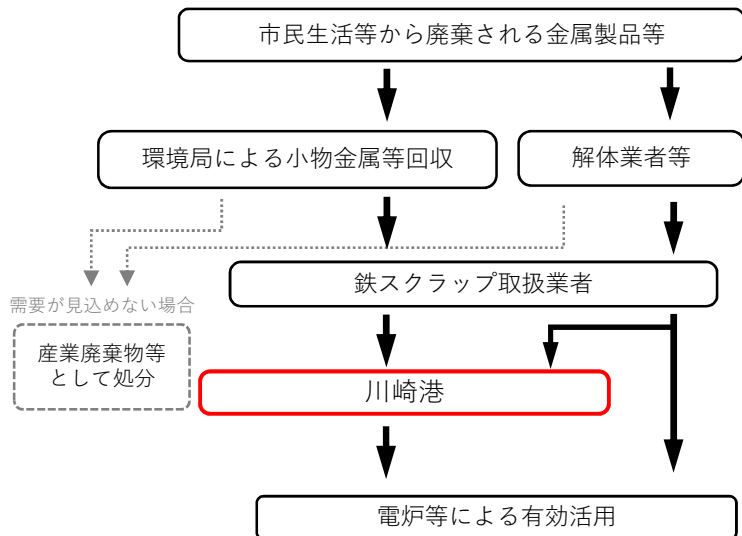 市民生活等から廃棄される金属製品等
環境局による小物金属等回収
解体業者等
鉄スクラップ取扱業者
需要が見込めない場合
産業廃棄物等
として処分
川崎港
電炉等による有効活用